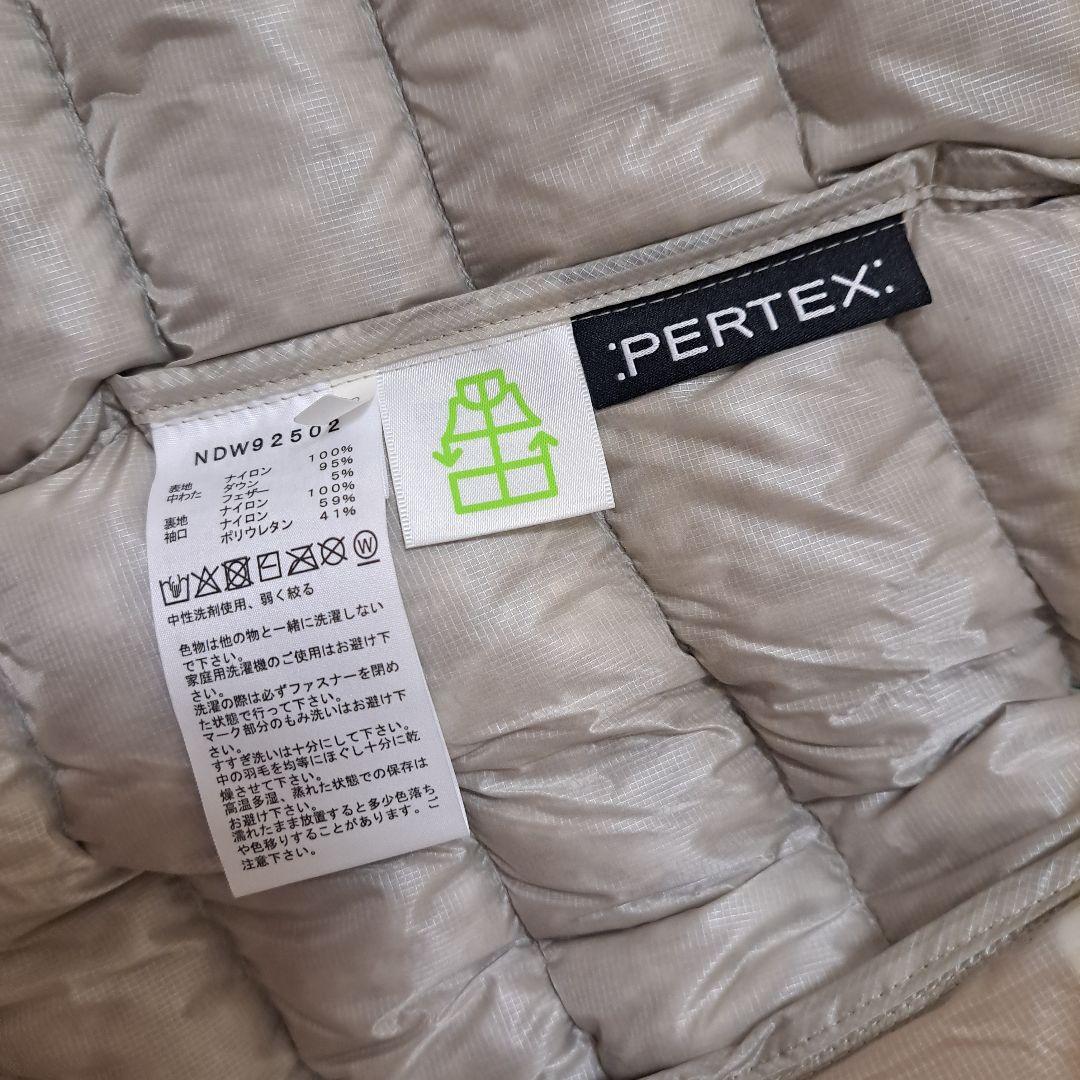 :PERTEX:
NDW92502
表地 ナイロン 100%
中わた ダウン 95%
フェザー 5%
裏地 ナイロン 100%
袖口 ナイロン 59%
ポリウレタン 41%
W
中性洗剤使用、弱く絞る
色物は他の物と一緒に洗濯しない
で下さい。
家庭用洗濯機のご使用はお避け下
さい。
洗濯の際は必ずファスナーを閉め
た状態で行って下さい。
マーク部分のもみ洗いはお避け下
さい。
すすぎ洗いは十分にして下さい。
中の羽毛を均等にほぐし十分に乾
燥させて下さい。
高温多湿、蒸れた状態での保存は
お避け下さい。
濡れたまま放置すると多少色落ち
や色移りすることがあります。ご
注意下さい。